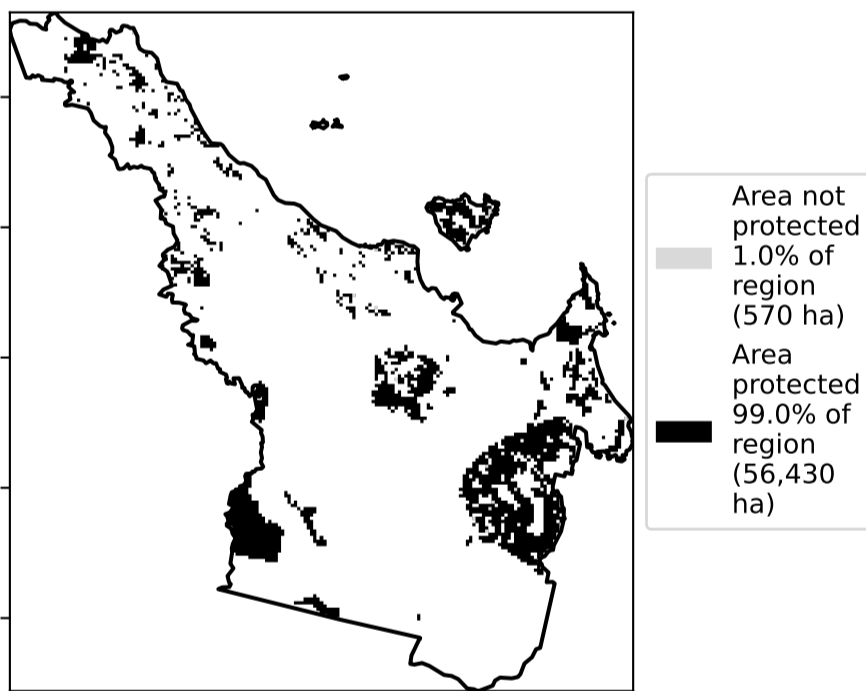 Area not
protected
1.0% of
region
(570 ha)
Area
protected
99.0% of
region
(56,430
ha)